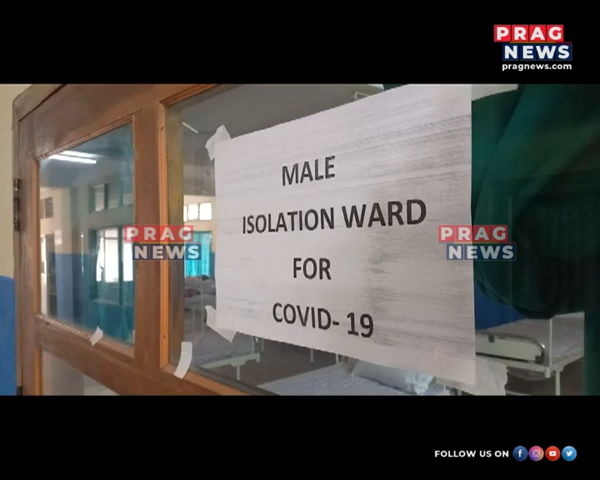 PRAG
NEWS
pragnews.com
MALE
ISOLATION WARD
FOR
COVID- 19
PRAG
NEWS
PRAG
NEWS
FOLLOW US ON